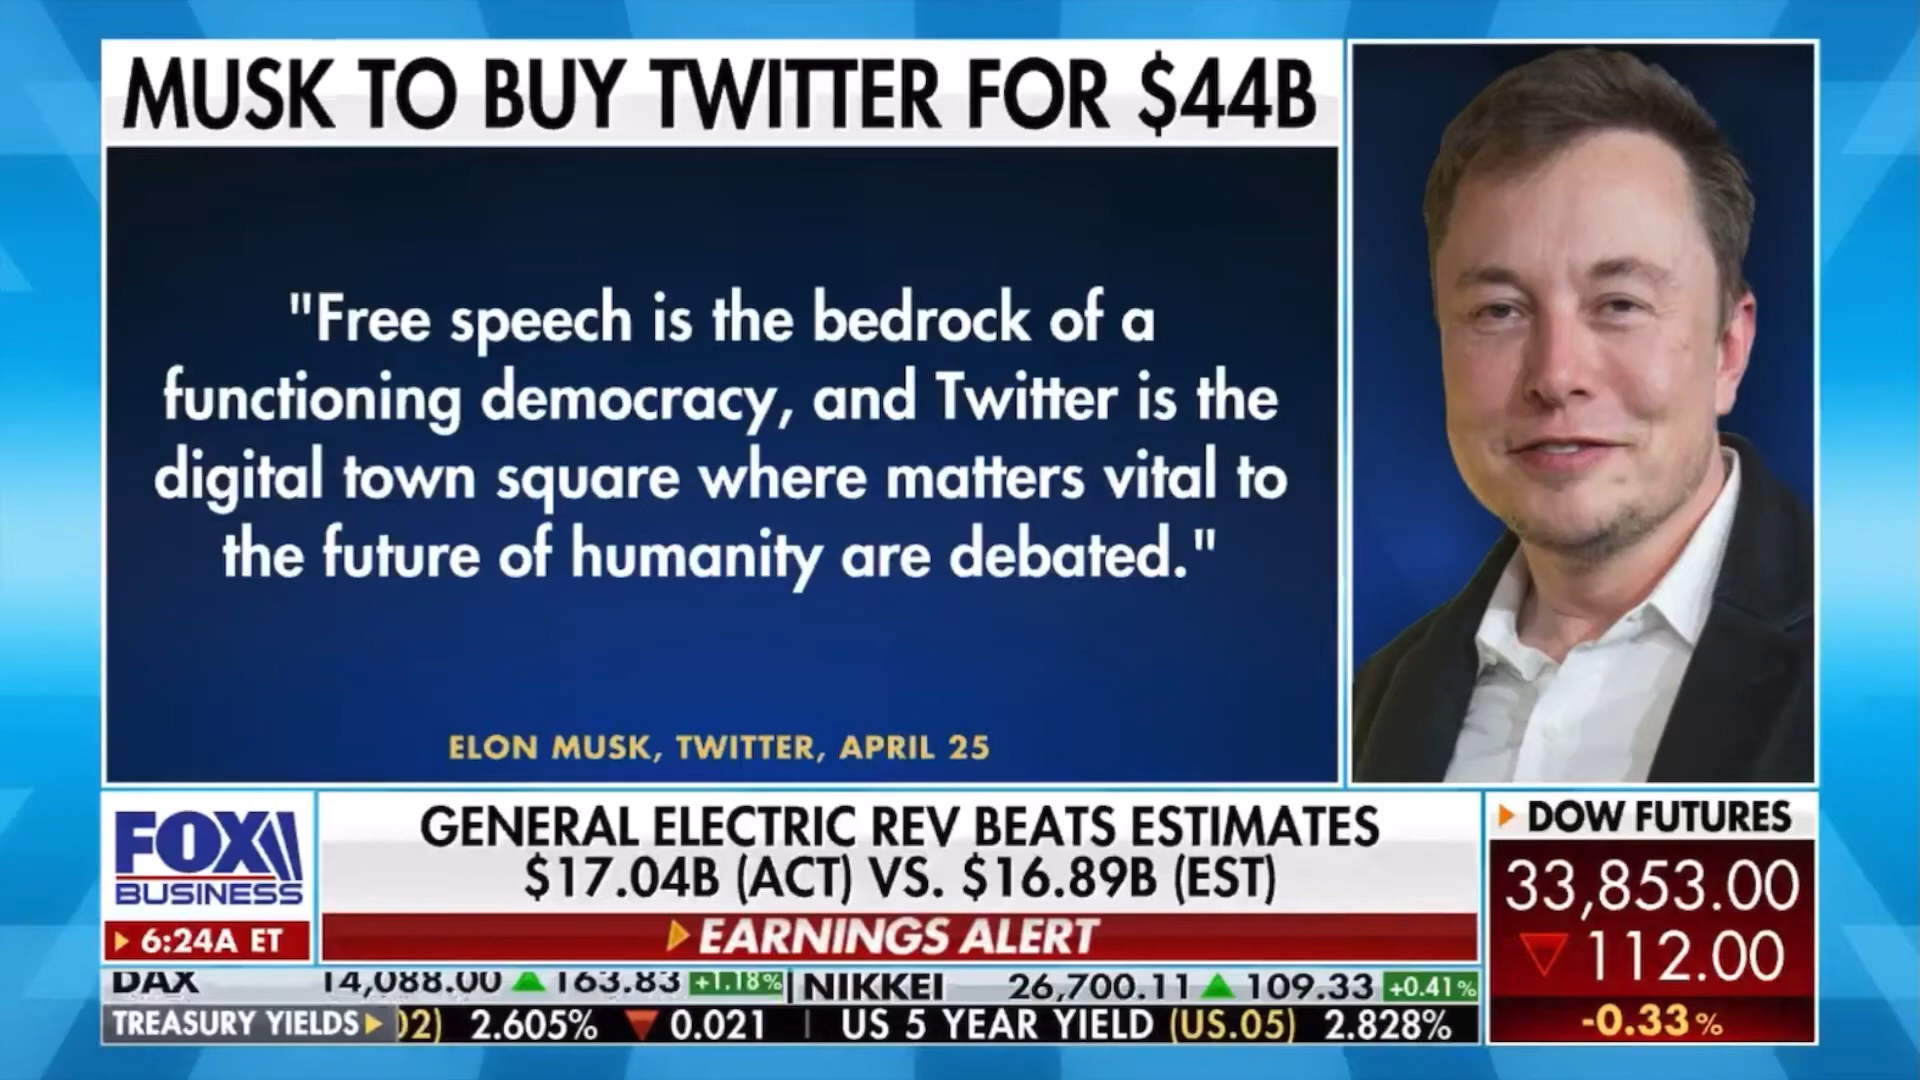 MUSK TO BUY TWITTER FOR $44B
"Free speech is the bedrock of a
functioning democracy, and Twitter is the
digital town square where matters vital to
the future of humanity are debated."
ELON MUSK, TWITTER, APRIL 25
FOX
BUSINESS
6:24A ET
GENERAL ELECTRIC REV BEATS ESTIMATES
$17.04B (ACT) VS. $16.89B (EST)
EARNINGS ALERT
DOW FUTURES
33,853.00
112.00
-0.33%
DAX 14,088.00 163.83 +1.18% NIKKEI 26,700.11 109.33 +0.41%
TREASURY YIELDS 02) 2.605% 0.021 US 5 YEAR YIELD (US.05) 2.828%